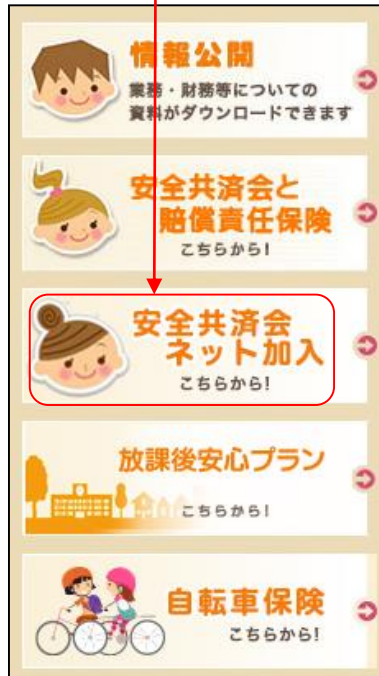 情報公開
業務・財務等についての
資料がダウンロードできます
安全共済会と
賠償責任保険
こちらから!
安全共済会
ネット加入
こちらから!
放課後安心プラン
こちらから!
自転車保険
こちらから!